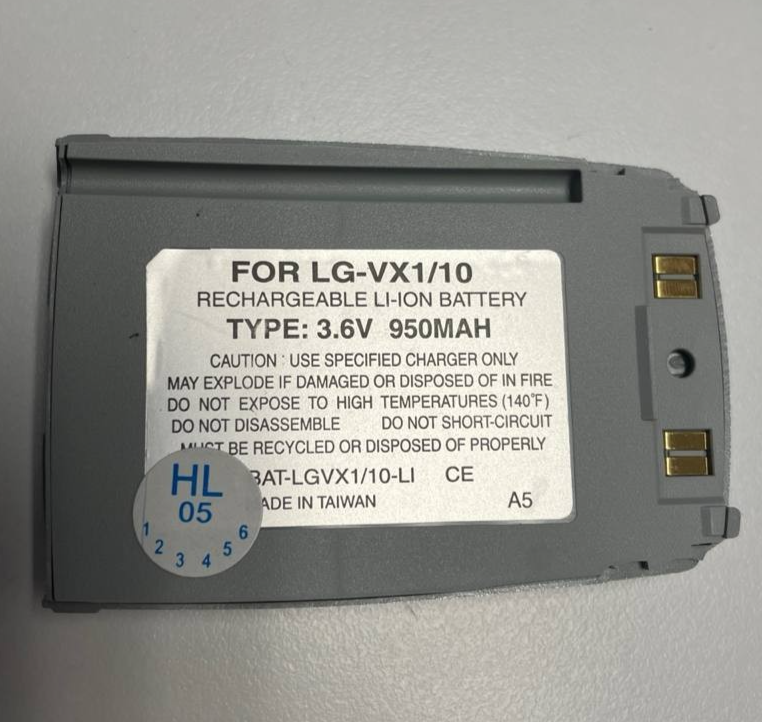 FOR LG-VX1/10
RECHARGEABLE LI-ION BATTERY
TYPE: 3.6V 950MAH
CAUTION : USE SPECIFIED CHARGER ONLY
MAY EXPLODE IF DAMAGED OR DISPOSED OF IN FIRE
DO NOT EXPOSE TO HIGH TEMPERATURES (140°F)
DO NOT DISASSEMBLE DO NOT SHORT-CIRCUIT
MUST BE RECYCLED OR DISPOSED OF PROPERLY
BAT-LGVX1/10-LI CE
ADE IN TAIWAN A5
HL
05
1 2 3 4 5 6